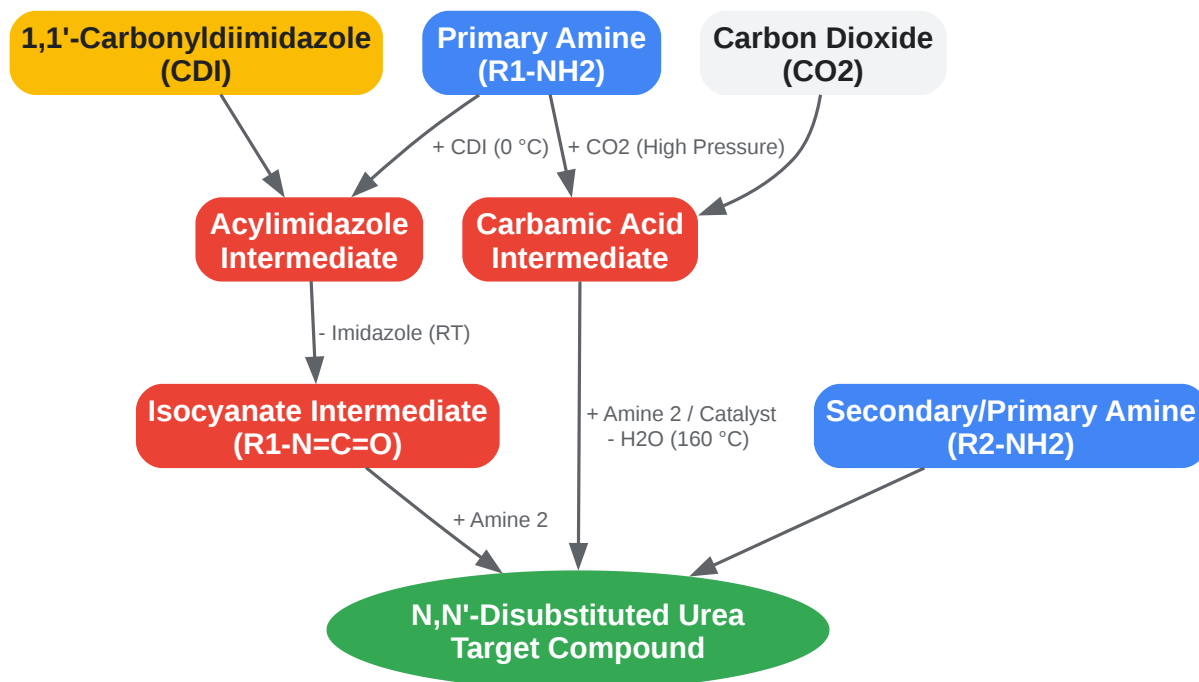 1,1'-Carbonyldiimidazole
(CDI)
Primary Amine
(R1-NH2)
Carbon Dioxide
(CO2)
+ CDI (0 °C)
+ CO2 (High Pressure)
Acylimidazole
Intermediate
Carbamic Acid
Intermediate
- Imidazole (RT)
Isocyanate Intermediate
(R1-N=C=O)
+ Amine 2 / Catalyst
- H2O (160 °C)
Secondary/Primary Amine
(R2-NH2)
+ Amine 2
N,N'-Disubstituted Urea
Target Compound